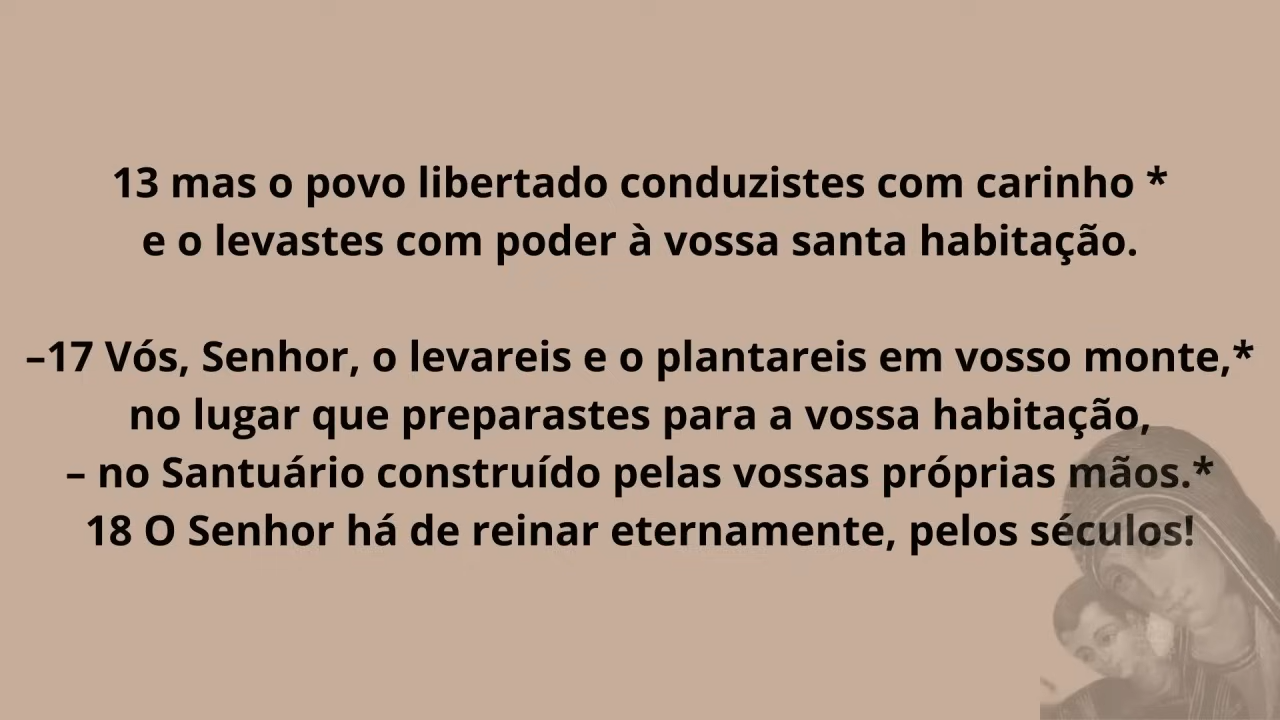 13 mas o povo libertado conduzistes com carinho *
e o levastes com poder à vossa santa habitação.
–17 Vós, Senhor, o levareis e o plantareis em vosso monte,*
no lugar que preparastes para a vossa habitação,
– no Santuário construído pelas vossas próprias mãos.*
18 O Senhor há de reinar eternamente, pelos séculos!